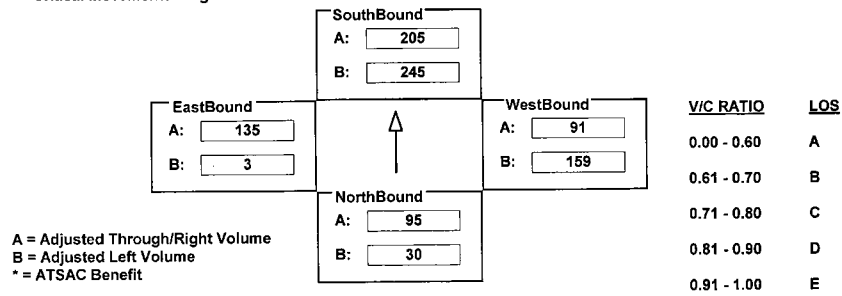 SouthBound
A: 205
B: 245
EastBound
A: 135
B: 3
WestBound
A: 91
B: 159
NorthBound
A: 95
B: 30
A = Adjusted Through/Right Volume
B = Adjusted Left Volume
* = ATSAC Benefit
V/C RATIO LOS
0.00 - 0.60 A
0.61 - 0.70 B
0.71 - 0.80 C
0.81 - 0.90 D
0.91 - 1.00 E